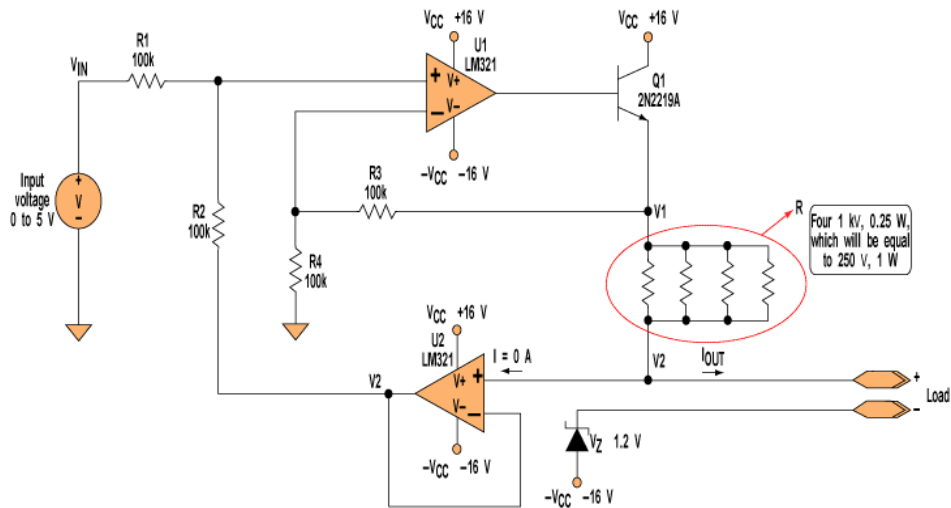 VCC +16 V
VCC +16 V
R1
100k
VIN
U1
LM321
+ V+
− V−
Q1
2N2219A
−VCC −16 V
Input
voltage
0 to 5 V
+
V
−
R2
100k
R3
100k
V1
R
Four 1 kv, 0.25 W,
which will be equal
to 250 V, 1 W
R4
100k
VCC +16 V
U2
LM321
I = 0 A
V2
IOUT
V2
V+ +
V− −
+
Load
−
VZ 1.2 V
−VCC −16 V
−VCC −16 V